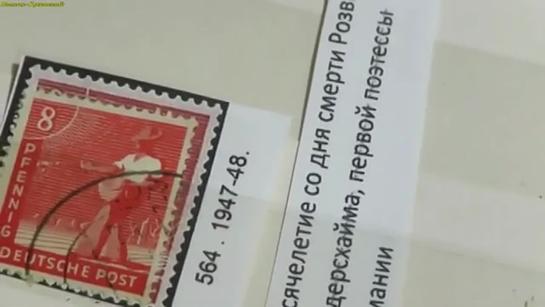 8
PFENNIG
DEUTSCHE POST
564 . 1947-48.
сячелетие со дня смерти Розв
дерсхайма, первой поэтессы
мании